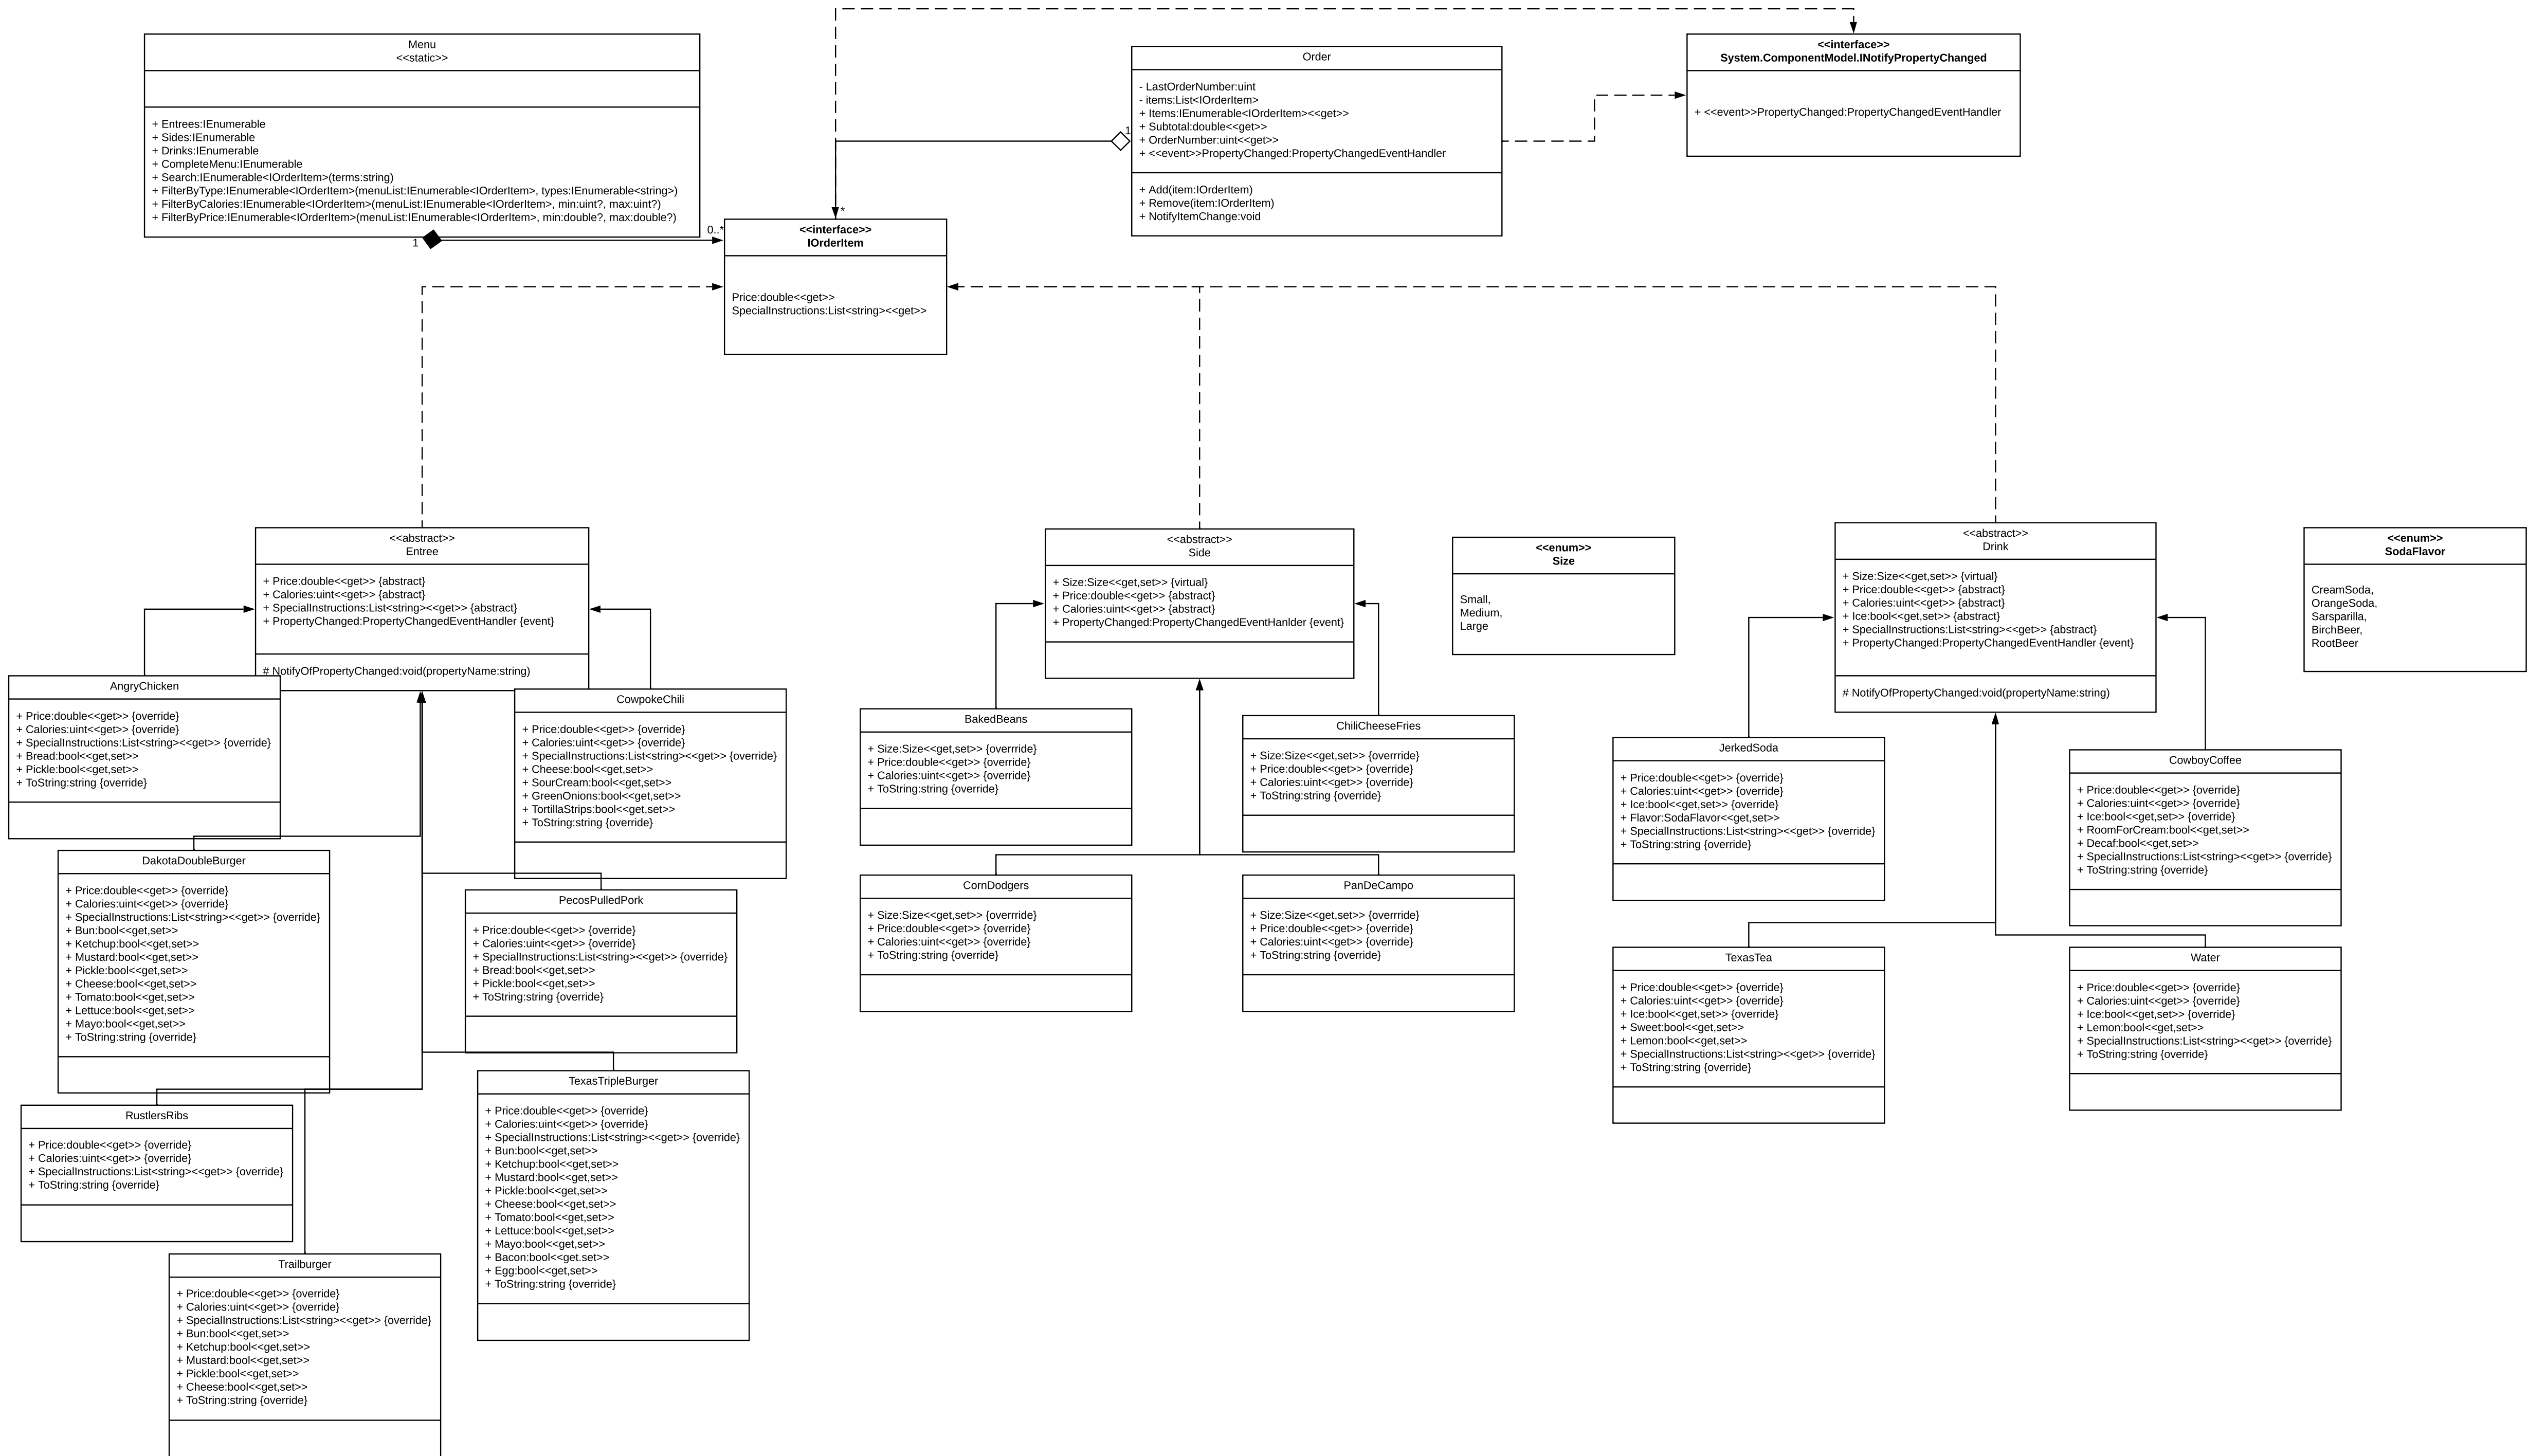 Menu
<<static>>
+ Entrees:IEnumerable
+ Sides:IEnumerable
+ Drinks:IEnumerable
+ CompleteMenu:IEnumerable
+ Search:IEnumerable<IOrderItem>(terms:string)
+ FilterByType:IEnumerable<IOrderItem>(menuList:IEnumerable<IOrderItem>, types:IEnumerable<string>)
+ FilterByCalories:IEnumerable<IOrderItem>(menuList:IEnumerable<IOrderItem>, min:uint?, max:uint?)
+ FilterByPrice:IEnumerable<IOrderItem>(menuList:IEnumerable<IOrderItem>, min:double?, max:double?)
1
0..*
Order
- LastOrderNumber:uint
- items:List<IOrderItem>
+ Items:IEnumerable<IOrderItem><<get>>
+ Subtotal:double<<get>>
+ OrderNumber:uint<<get>>
+ <<event>>PropertyChanged:PropertyChangedEventHandler
+ Add(item:IOrderItem)
+ Remove(item:IOrderItem)
+ NotifyItemChange:void
1
*
<<interface>>
System.ComponentModel.INotifyPropertyChanged
+ <<event>>PropertyChanged:PropertyChangedEventHandler
<<interface>>
IOrderItem
Price:double<<get>>
SpecialInstructions:List<string><<get>>
<<abstract>>
Entree
+ Price:double<<get>> {abstract}
+ Calories:uint<<get>> {abstract}
+ SpecialInstructions:List<string><<get>> {abstract}
+ PropertyChanged:PropertyChangedEventHandler {event}
# NotifyOfPropertyChanged:void(propertyName:string)
<<abstract>>
Side
+ Size:Size<<get,set>> {virtual}
+ Price:double<<get>> {abstract}
+ Calories:uint<<get>> {abstract}
+ PropertyChanged:PropertyChangedEventHanlder {event}
<<enum>>
Size
Small,
Medium,
Large
<<abstract>>
Drink
+ Size:Size<<get,set>> {virtual}
+ Price:double<<get>> {abstract}
+ Calories:uint<<get>> {abstract}
+ Ice:bool<<get,set>> {abstract}
+ SpecialInstructions:List<string><<get>> {abstract}
+ PropertyChanged:PropertyChangedEventHandler {event}
# NotifyOfPropertyChanged:void(propertyName:string)
<<enum>>
SodaFlavor
CreamSoda,
OrangeSoda,
Sarsparilla,
BirchBeer,
RootBeer
AngryChicken
+ Price:double<<get>> {override}
+ Calories:uint<<get>> {override}
+ SpecialInstructions:List<string><<get>> {override}
+ Bread:bool<<get,set>>
+ Pickle:bool<<get,set>>
+ ToString:string {override}
CowpokeChili
+ Price:double<<get>> {override}
+ Calories:uint<<get>> {override}
+ SpecialInstructions:List<string><<get>> {override}
+ Cheese:bool<<get,set>>
+ SourCream:bool<<get,set>>
+ GreenOnions:bool<<get,set>>
+ TortillaStrips:bool<<get,set>>
+ ToString:string {override}
BakedBeans
+ Size:Size<<get,set>> {overrride}
+ Price:double<<get>> {override}
+ Calories:uint<<get>> {override}
+ ToString:string {override}
ChiliCheeseFries
+ Size:Size<<get,set>> {overrride}
+ Price:double<<get>> {override}
+ Calories:uint<<get>> {override}
+ ToString:string {override}
JerkedSoda
+ Price:double<<get>> {override}
+ Calories:uint<<get>> {override}
+ Ice:bool<<get,set>> {override}
+ Flavor:SodaFlavor<<get,set>>
+ SpecialInstructions:List<string><<get>> {override}
+ ToString:string {override}
CowboyCoffee
+ Price:double<<get>> {override}
+ Calories:uint<<get>> {override}
+ Ice:bool<<get,set>> {override}
+ RoomForCream:bool<<get,set>>
+ Decaf:bool<<get,set>>
+ SpecialInstructions:List<string><<get>> {override}
+ ToString:string {override}
DakotaDoubleBurger
+ Price:double<<get>> {override}
+ Calories:uint<<get>> {override}
+ SpecialInstructions:List<string><<get>> {override}
+ Bun:bool<<get,set>>
+ Ketchup:bool<<get,set>>
+ Mustard:bool<<get,set>>
+ Pickle:bool<<get,set>>
+ Cheese:bool<<get,set>>
+ Tomato:bool<<get,set>>
+ Lettuce:bool<<get,set>>
+ Mayo:bool<<get,set>>
+ ToString:string {override}
PecosPulledPork
+ Price:double<<get>> {override}
+ Calories:uint<<get>> {override}
+ SpecialInstructions:List<string><<get>> {override}
+ Bread:bool<<get,set>>
+ Pickle:bool<<get,set>>
+ ToString:string {override}
CornDodgers
+ Size:Size<<get,set>> {overrride}
+ Price:double<<get>> {override}
+ Calories:uint<<get>> {override}
+ ToString:string {override}
PanDeCampo
+ Size:Size<<get,set>> {overrride}
+ Price:double<<get>> {override}
+ Calories:uint<<get>> {override}
+ ToString:string {override}
TexasTea
+ Price:double<<get>> {override}
+ Calories:uint<<get>> {override}
+ Ice:bool<<get,set>> {override}
+ Sweet:bool<<get,set>>
+ Lemon:bool<<get,set>>
+ SpecialInstructions:List<string><<get>> {override}
+ ToString:string {override}
Water
+ Price:double<<get>> {override}
+ Calories:uint<<get>> {override}
+ Ice:bool<<get,set>> {override}
+ Lemon:bool<<get,set>>
+ SpecialInstructions:List<string><<get>> {override}
+ ToString:string {override}
RustlersRibs
+ Price:double<<get>> {override}
+ Calories:uint<<get>> {override}
+ SpecialInstructions:List<string><<get>> {override}
+ ToString:string {override}
TexasTripleBurger
+ Price:double<<get>> {override}
+ Calories:uint<<get>> {override}
+ SpecialInstructions:List<string><<get>> {override}
+ Bun:bool<<get,set>>
+ Ketchup:bool<<get,set>>
+ Mustard:bool<<get,set>>
+ Pickle:bool<<get,set>>
+ Cheese:bool<<get,set>>
+ Tomato:bool<<get,set>>
+ Lettuce:bool<<get,set>>
+ Mayo:bool<<get,set>>
+ Bacon:bool<<get.set>>
+ Egg:bool<<get,set>>
+ ToString:string {override}
Trailburger
+ Price:double<<get>> {override}
+ Calories:uint<<get>> {override}
+ SpecialInstructions:List<string><<get>> {override}
+ Bun:bool<<get,set>>
+ Ketchup:bool<<get,set>>
+ Mustard:bool<<get,set>>
+ Pickle:bool<<get,set>>
+ Cheese:bool<<get,set>>
+ ToString:string {override}